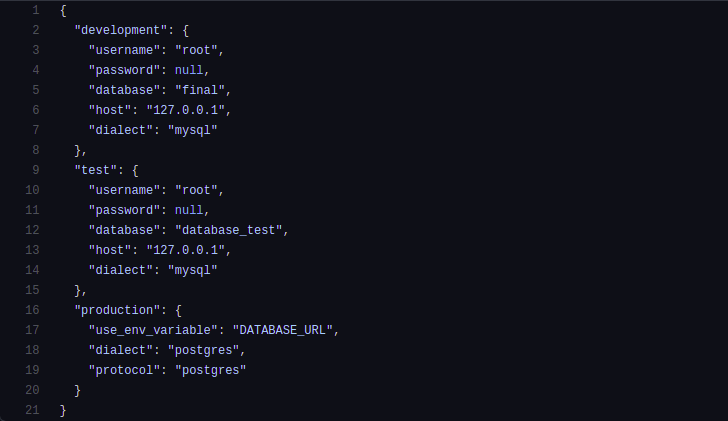 1 {
2   "development": {
3     "username": "root",
4     "password": null,
5     "database": "final",
6     "host": "127.0.0.1",
7     "dialect": "mysql"
8   },
9   "test": {
10     "username": "root",
11     "password": null,
12     "database": "database_test",
13     "host": "127.0.0.1",
14     "dialect": "mysql"
15   },
16   "production": {
17     "use_env_variable": "DATABASE_URL",
18     "dialect": "postgres",
19     "protocol": "postgres"
20   }
21 }